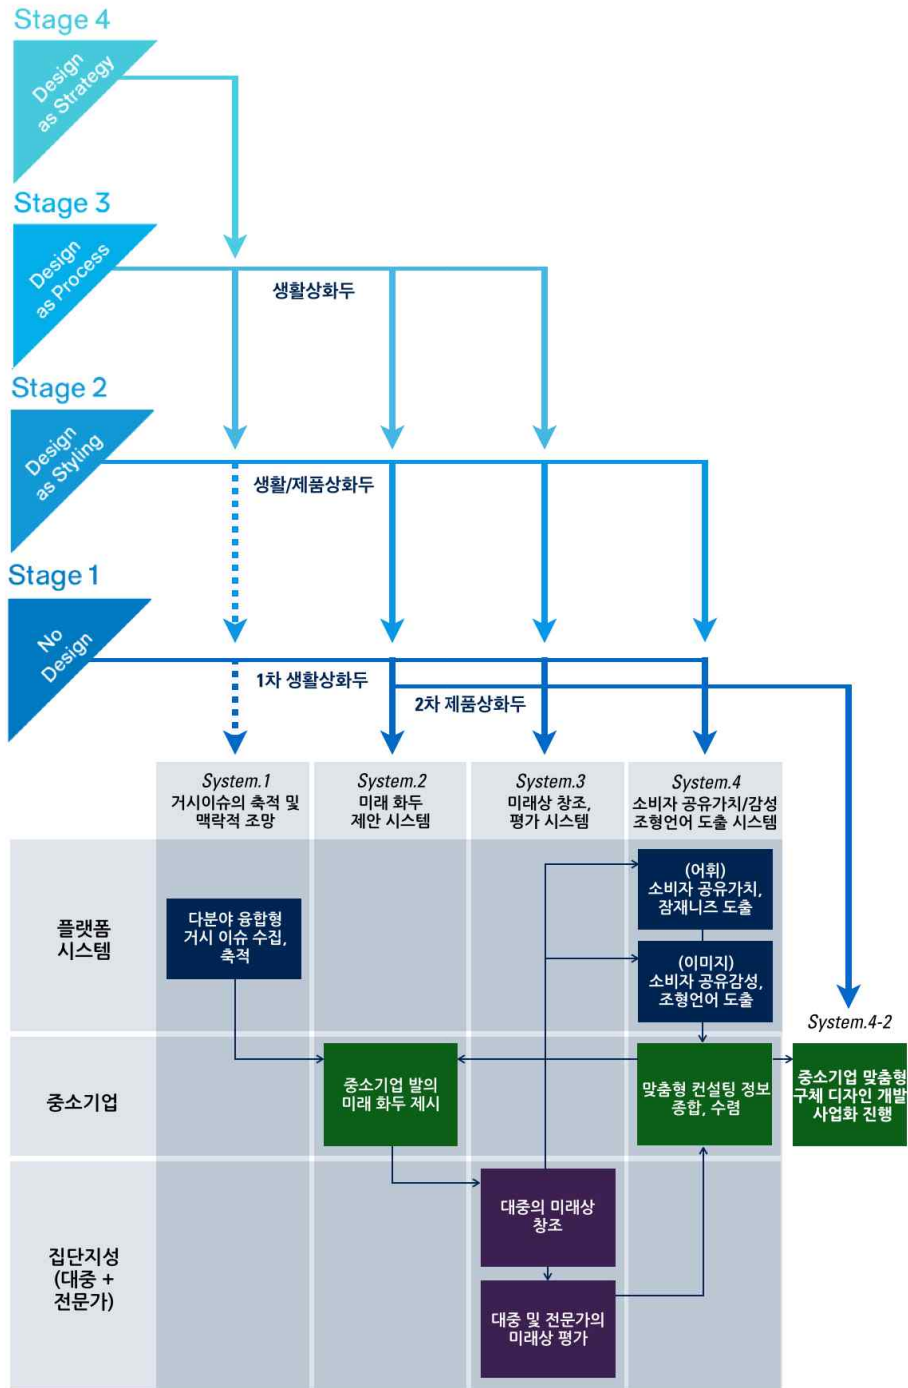 Stage 4
Design
as Strategy
Stage 3
Design
as Process
생활상화두
Stage 2
Design
as Styling
생활/제품상화두
Stage 1
No
Design
1차 생활상화두
2차 제품상화두
System.1
거시이슈의 축적 및
맥락적 조망
System.2
미래 화두
제안 시스템
System.3
미래상 창조,
평가 시스템
System.4
소비자 공유가치/감성
조형언어 도출 시스템
플랫폼
시스템
다분야 융합형
거시 이슈 수집,
축적
(어휘)
소비자 공유가치,
잠재니즈 도출
(이미지)
소비자 공유감성,
조형언어 도출
System.4-2
중소기업
중소기업 발의
미래 화두 제시
맞춤형 컨설팅 정보
종합, 수렴
중소기업 맞춤형
구체 디자인 개발
사업화 진행
집단지성
(대중 +
전문가)
대중의 미래상
창조
대중 및 전문가의
미래상 평가